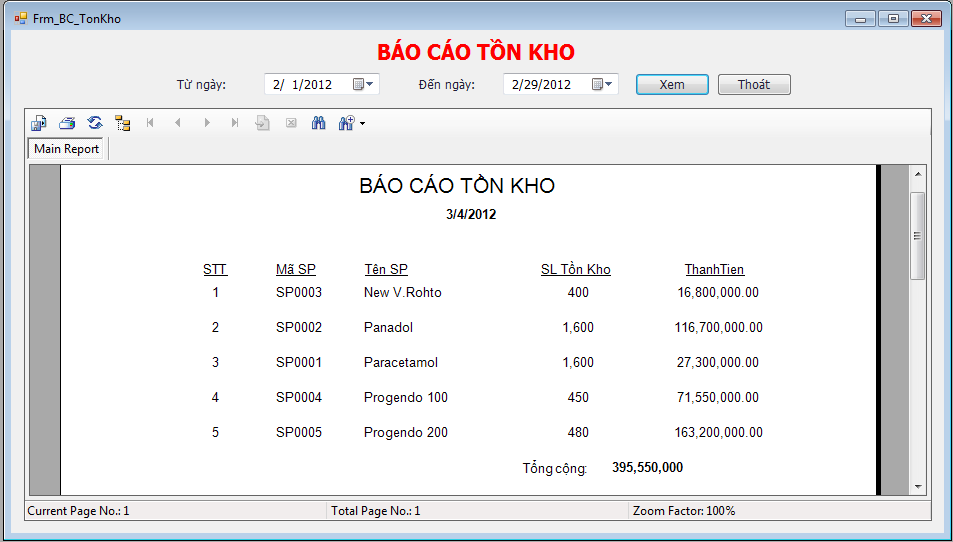 Frm_BC_TonKho
BÁO CÁO TỒN KHO
Từ ngày: 2/ 1/2012 Đến ngày: 2/29/2012 Xem Thoát
Main Report
BÁO CÁO TỒN KHO
3/4/2012
STT Mã SP Tên SP SL Tồn Kho ThanhTien
1 SP0003 New V.Rohto 400 16,800,000.00
2 SP0002 Panadol 1,600 116,700,000.00
3 SP0001 Paracetamol 1,600 27,300,000.00
4 SP0004 Progendo 100 450 71,550,000.00
5 SP0005 Progendo 200 480 163,200,000.00
Tổng cộng: 395,550,000
Current Page No.: 1 Total Page No.: 1 Zoom Factor: 100%